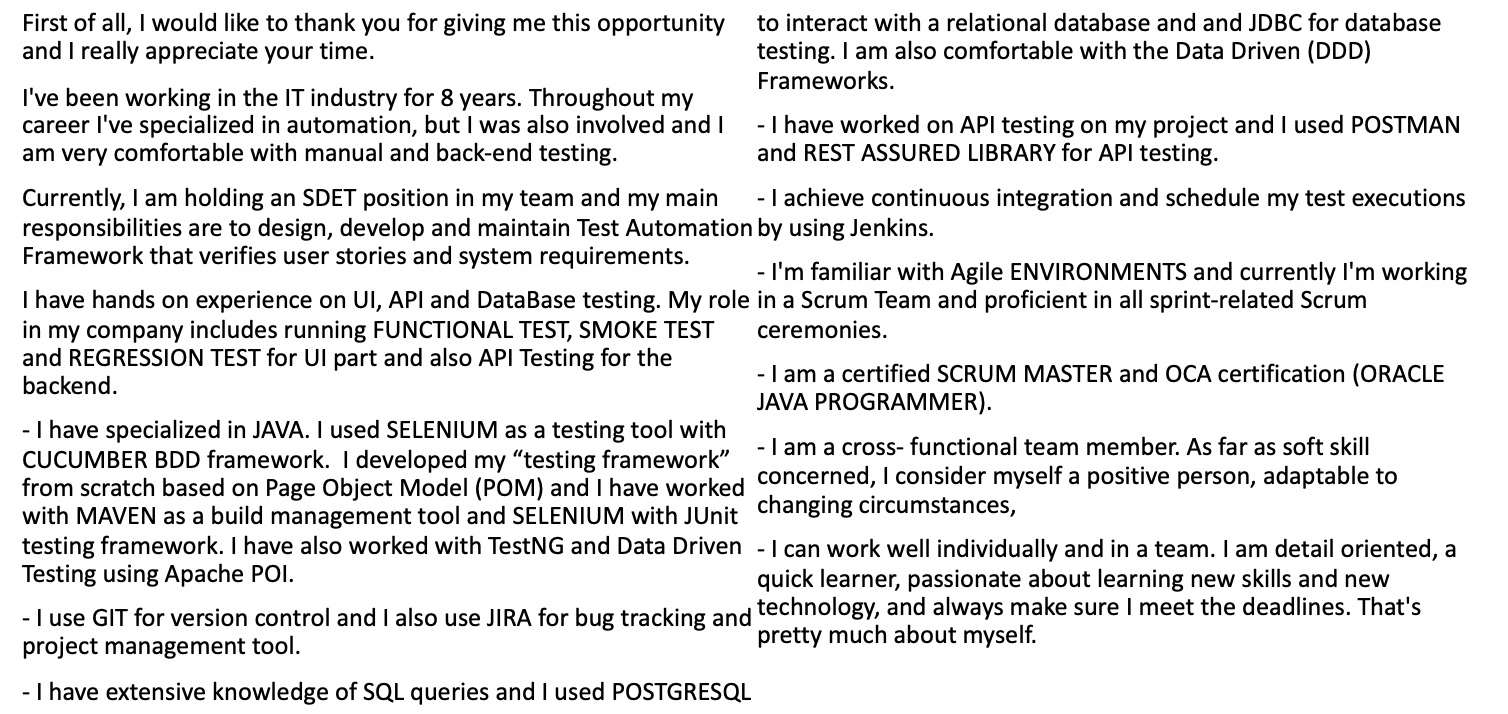 First of all, I would like to thank you for giving me this opportunity
and I really appreciate your time.
I've been working in the IT industry for 8 years. Throughout my
career I've specialized in automation, but I was also involved and I
am very comfortable with manual and back-end testing.
Currently, I am holding an SDET position in my team and my main
responsibilities are to design, develop and maintain Test Automation
Framework that verifies user stories and system requirements.
I have hands on experience on UI, API and DataBase testing. My role
in my company includes running FUNCTIONAL TEST, SMOKE TEST
and REGRESSION TEST for UI part and also API Testing for the
backend.
- I have specialized in JAVA. I used SELENIUM as a testing tool with
CUCUMBER BDD framework.  I developed my “testing framework”
from scratch based on Page Object Model (POM) and I have worked
with MAVEN as a build management tool and SELENIUM with JUnit
testing framework. I have also worked with TestNG and Data Driven
Testing using Apache POI.
- I use GIT for version control and I also use JIRA for bug tracking and
project management tool.
- I have extensive knowledge of SQL queries and I used POSTGRESQL
to interact with a relational database and and JDBC for database
testing. I am also comfortable with the Data Driven (DDD)
Frameworks.
- I have worked on API testing on my project and I used POSTMAN
and REST ASSURED LIBRARY for API testing.
- I achieve continuous integration and schedule my test executions
by using Jenkins.
- I'm familiar with Agile ENVIRONMENTS and currently I'm working
in a Scrum Team and proficient in all sprint-related Scrum
ceremonies.
- I am a certified SCRUM MASTER and OCA certification (ORACLE
JAVA PROGRAMMER).
- I am a cross- functional team member. As far as soft skill
concerned, I consider myself a positive person, adaptable to
changing circumstances,
- I can work well individually and in a team. I am detail oriented, a
quick learner, passionate about learning new skills and new
technology, and always make sure I meet the deadlines. That's
pretty much about myself.